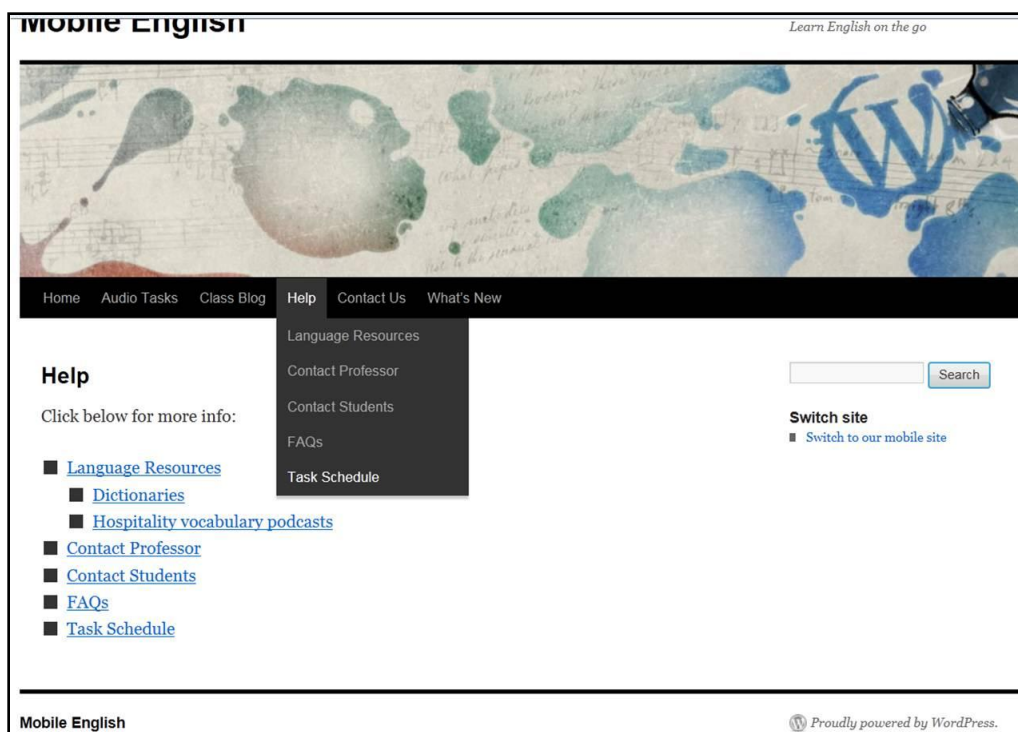 Mobile English
Learn English on the go
Home Audio Tasks Class Blog Help Contact Us What's New
Language Resources
Contact Professor
Contact Students
FAQs
Task Schedule
Help
Click below for more info:
Language Resources
Dictionaries
Hospitality vocabulary podcasts
Contact Professor
Contact Students
FAQs
Task Schedule
Search
Switch site
Switch to our mobile site
Mobile English
Proudly powered by WordPress.